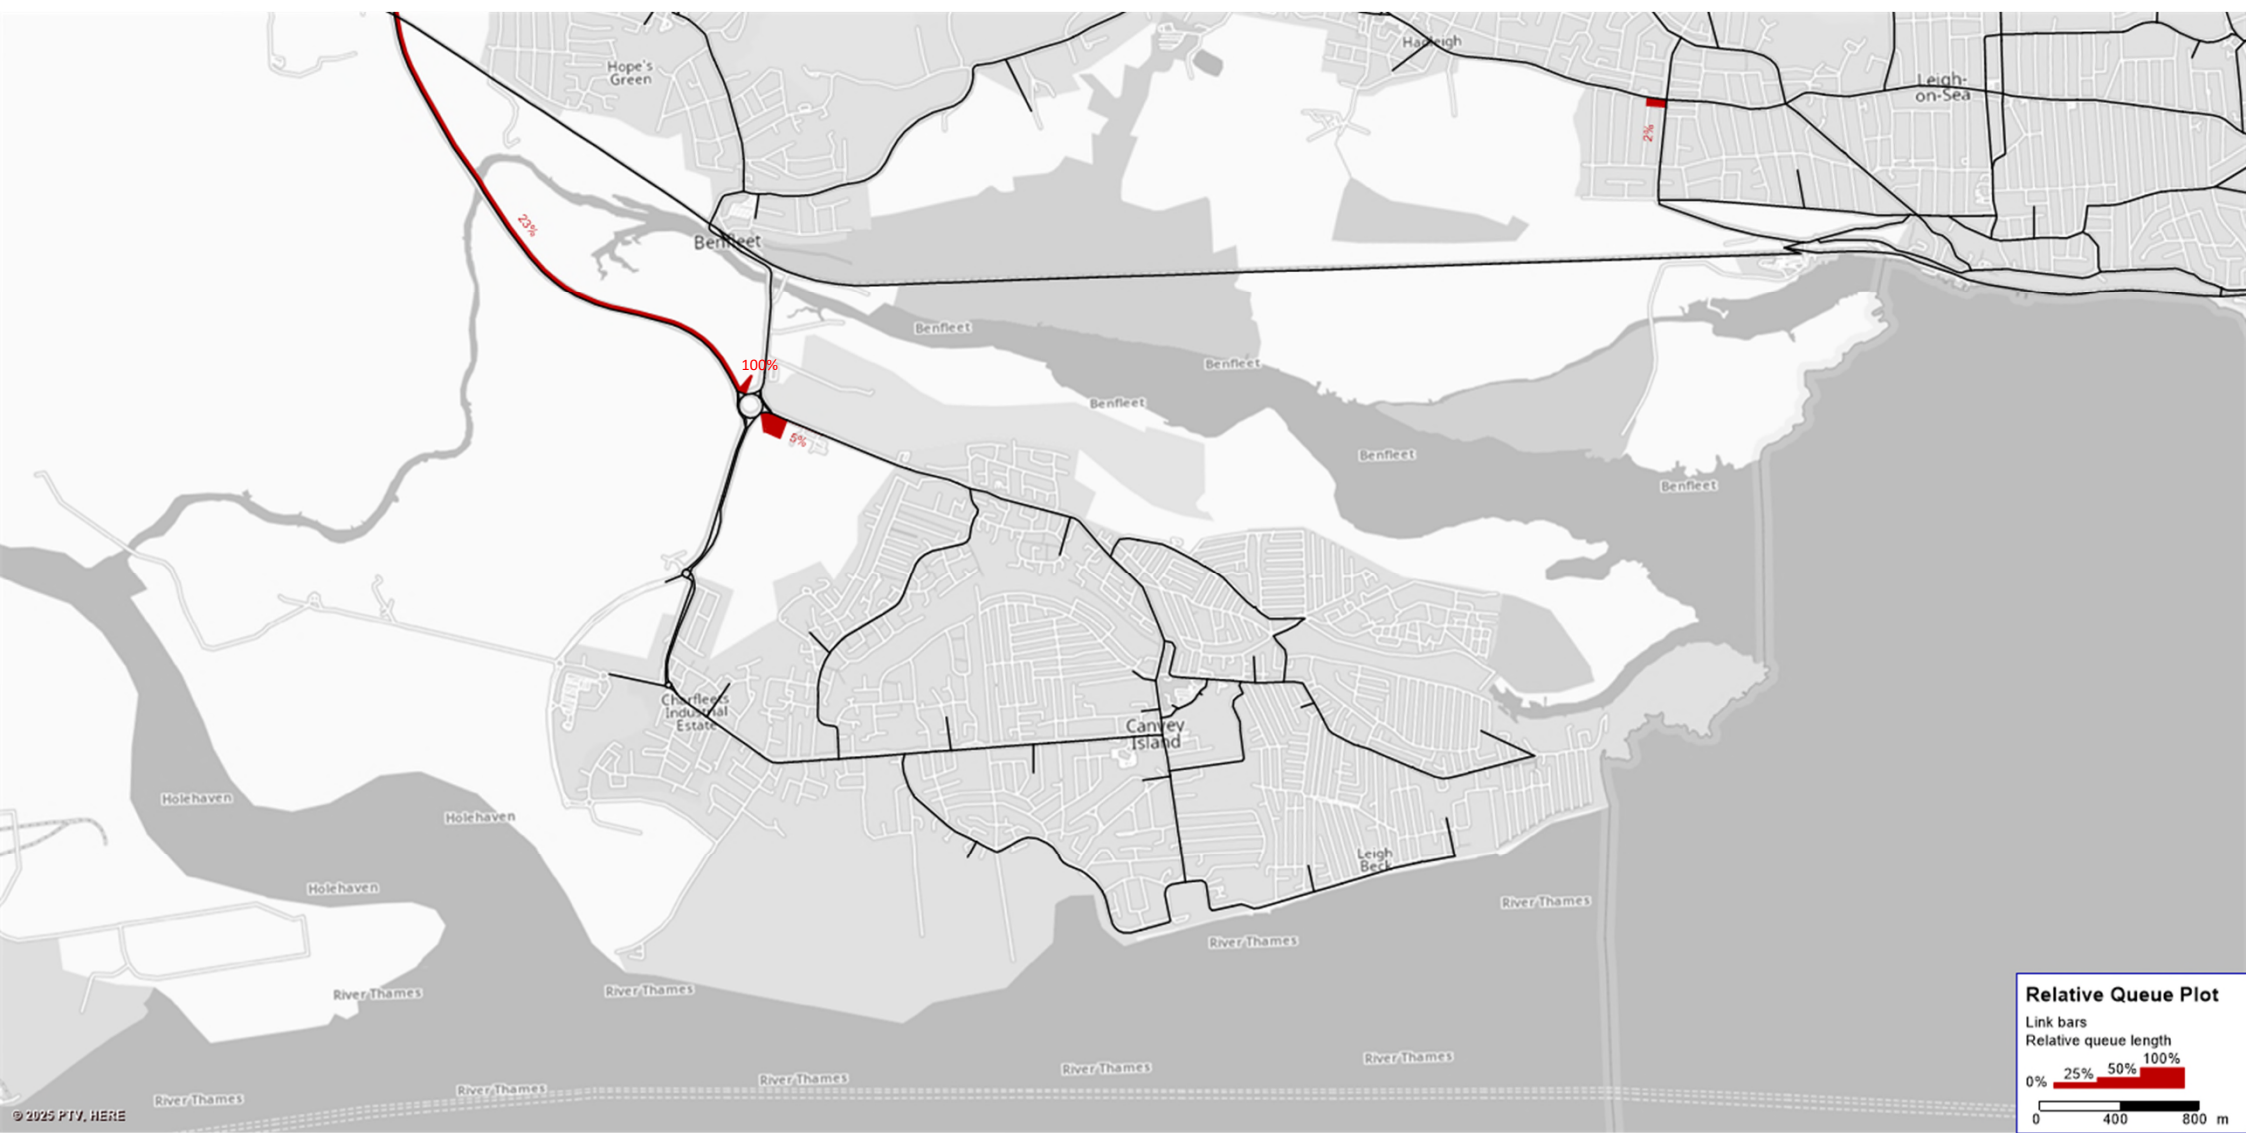 Hadleigh
Hope's
Green
Leigh-
on-Sea
2%
23%
Benfleet
Benfleet
Benfleet
100%
Benfleet
5%
Benfleet
Benfleet
Charfleets
Industrial
Estate
Canvey
Island
Holehaven
Holehaven
Leigh
Beck
Holehaven
River Thames
River Thames
River Thames
River Thames
River Thames
River Thames
River Thames
River Thames
River Thames
River Thames
Relative Queue Plot
Link bars
Relative queue length
0% 25% 50% 100%
0 400 800 m
© 2025 PTV, HERE